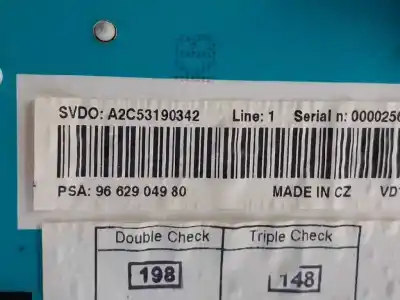 SVDO: A2C53190342 Line: 1 Serial n: 0000256
PSA: 96 629 049 80 MADE IN CZ VD
Double Check Triple Check
198 148